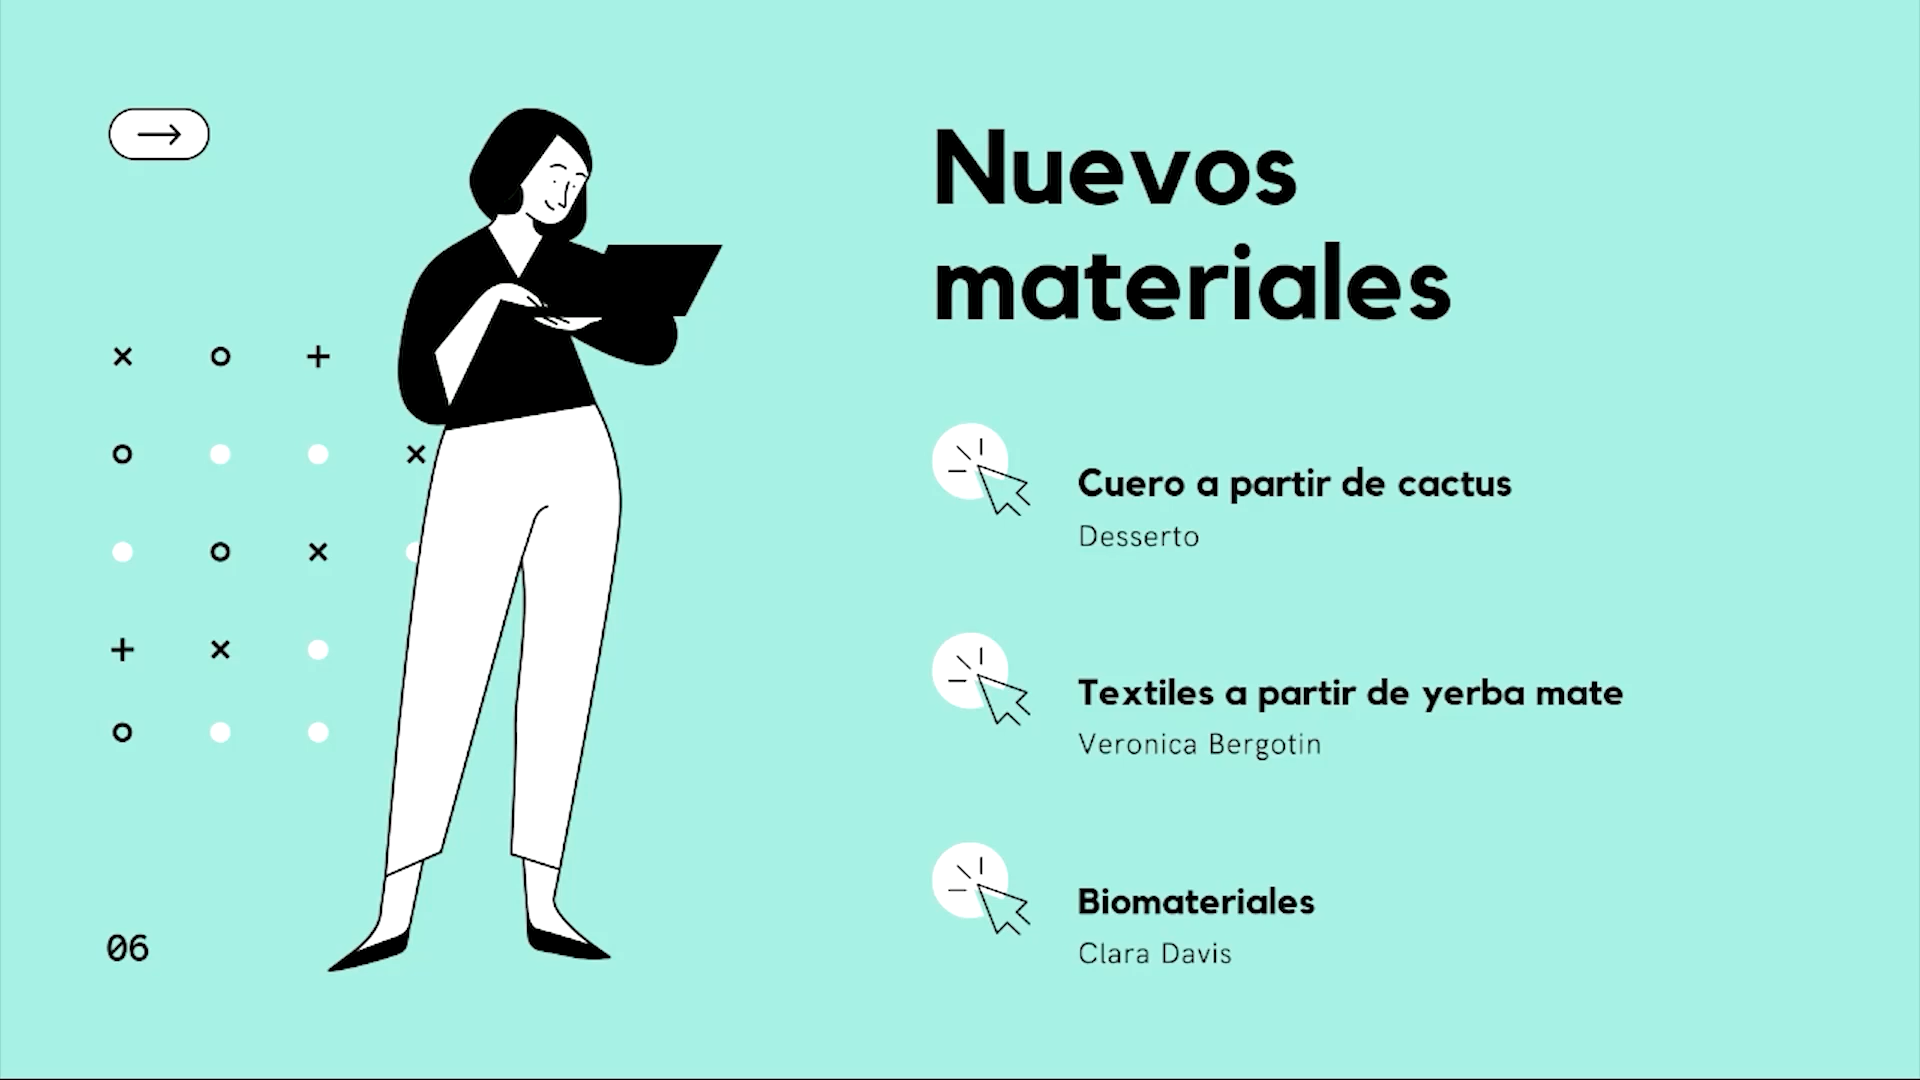 Nuevos
materiales
Cuero a partir de cactus
Desserto
Textiles a partir de yerba mate
Veronica Bergotin
Biomateriales
Clara Davis
06